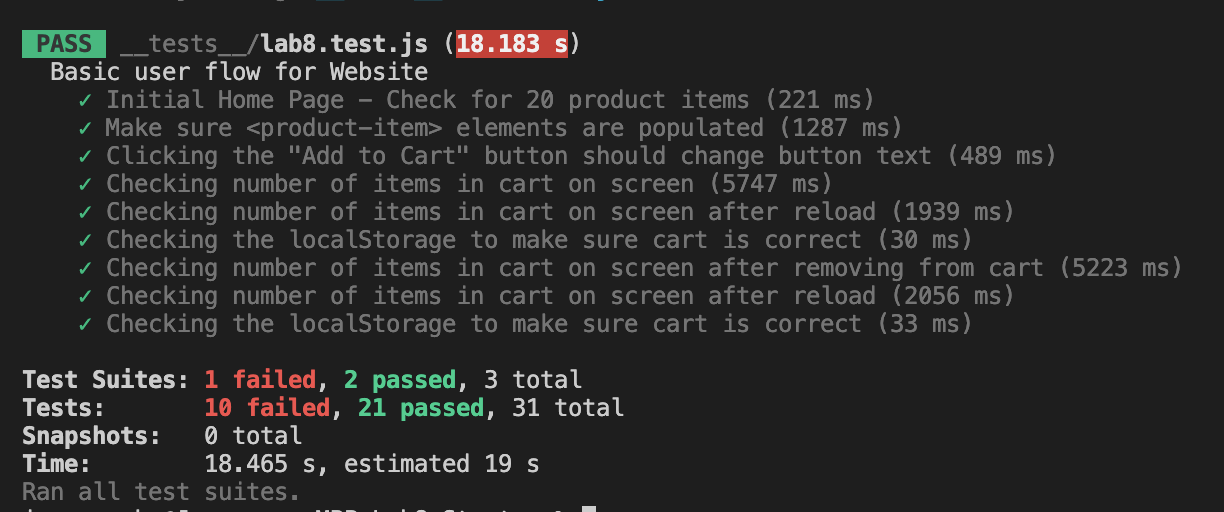 PASS __tests__/lab8.test.js (18.183 s)
Basic user flow for Website
✓ Initial Home Page – Check for 20 product items (221 ms)
✓ Make sure <product-item> elements are populated (1287 ms)
✓ Clicking the "Add to Cart" button should change button text (489 ms)
✓ Checking number of items in cart on screen (5747 ms)
✓ Checking number of items in cart on screen after reload (1939 ms)
✓ Checking the localStorage to make sure cart is correct (30 ms)
✓ Checking number of items in cart on screen after removing from cart (5223 ms)
✓ Checking number of items in cart on screen after reload (2056 ms)
✓ Checking the localStorage to make sure cart is correct (33 ms)
Test Suites: 1 failed, 2 passed, 3 total
Tests: 10 failed, 21 passed, 31 total
Snapshots: 0 total
Time: 18.465 s, estimated 19 s
Ran all test suites.